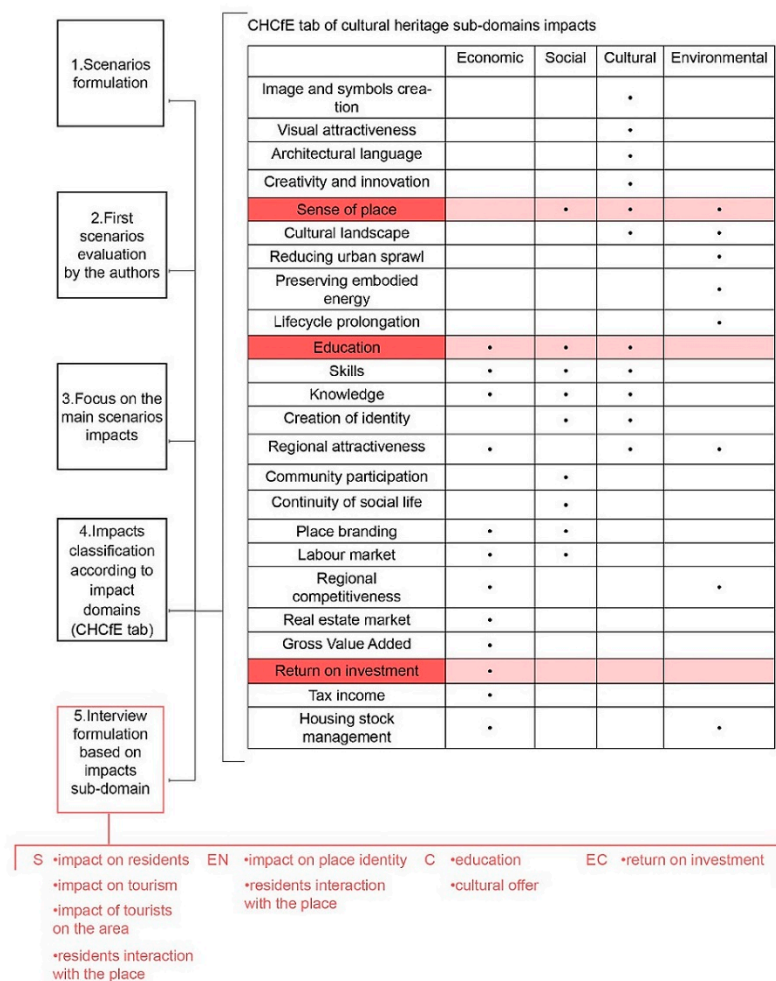 CHCfE tab of cultural heritage sub-domains impacts
1.Scenarios
formulation
2.First
scenarios
evaluation
by the authors
3.Focus on the
main scenarios
impacts
4.Impacts
classification
according to
impact
domains
(CHCfE tab)
5.Interview
formulation
based on
impacts
sub-domain
Economic Social Cultural Environmental
Image and symbols crea-
tion •
Visual attractiveness •
Architectural language •
Creativity and innovation •
Sense of place • • •
Cultural landscape • •
Reducing urban sprawl •
Preserving embodied
energy •
Lifecycle prolongation •
Education • • •
Skills • • •
Knowledge • • •
Creation of identity • •
Regional attractiveness • • •
Community participation •
Continuity of social life •
Place branding • •
Labour market • •
Regional
competitiveness • •
Real estate market •
Gross Value Added •
Return on investment •
Tax income •
Housing stock
management • •
S •impact on residents
•impact on tourism
•impact of tourists
on the area
•residents interaction
with the place
EN •impact on place identity
•residents interaction
with the place
C •education
•cultural offer
EC •return on investment